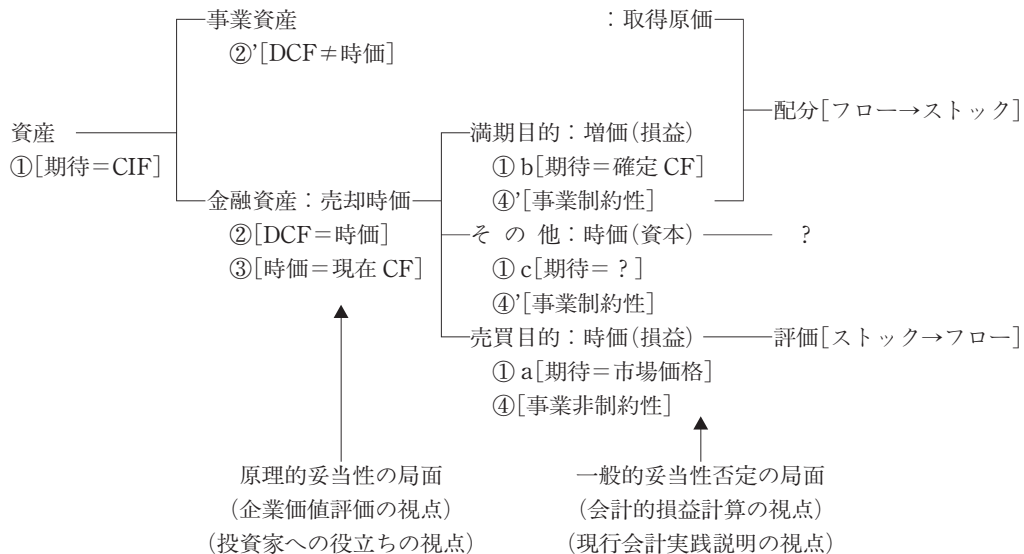 事業資産 ：取得原価
②’[DCF≠時価]
配分[フロー→ストック]
資産
①[期待＝CIF]
満期目的：増価(損益)
①b[期待＝確定CF]
④’[事業制約性]
金融資産：売却時価
②[DCF＝時価]
③[時価＝現在CF]
その他：時価(資本) ？
①c[期待＝？]
④’[事業制約性]
売買目的：時価(損益) 評価[ストック→フロー]
①a[期待＝市場価格]
④[事業非制約性]
原理的妥当性の局面
(企業価値評価の視点)
(投資家への役立ちの視点)
一般的妥当性否定の局面
(会計的損益計算の視点)
(現行会計実践説明の視点)